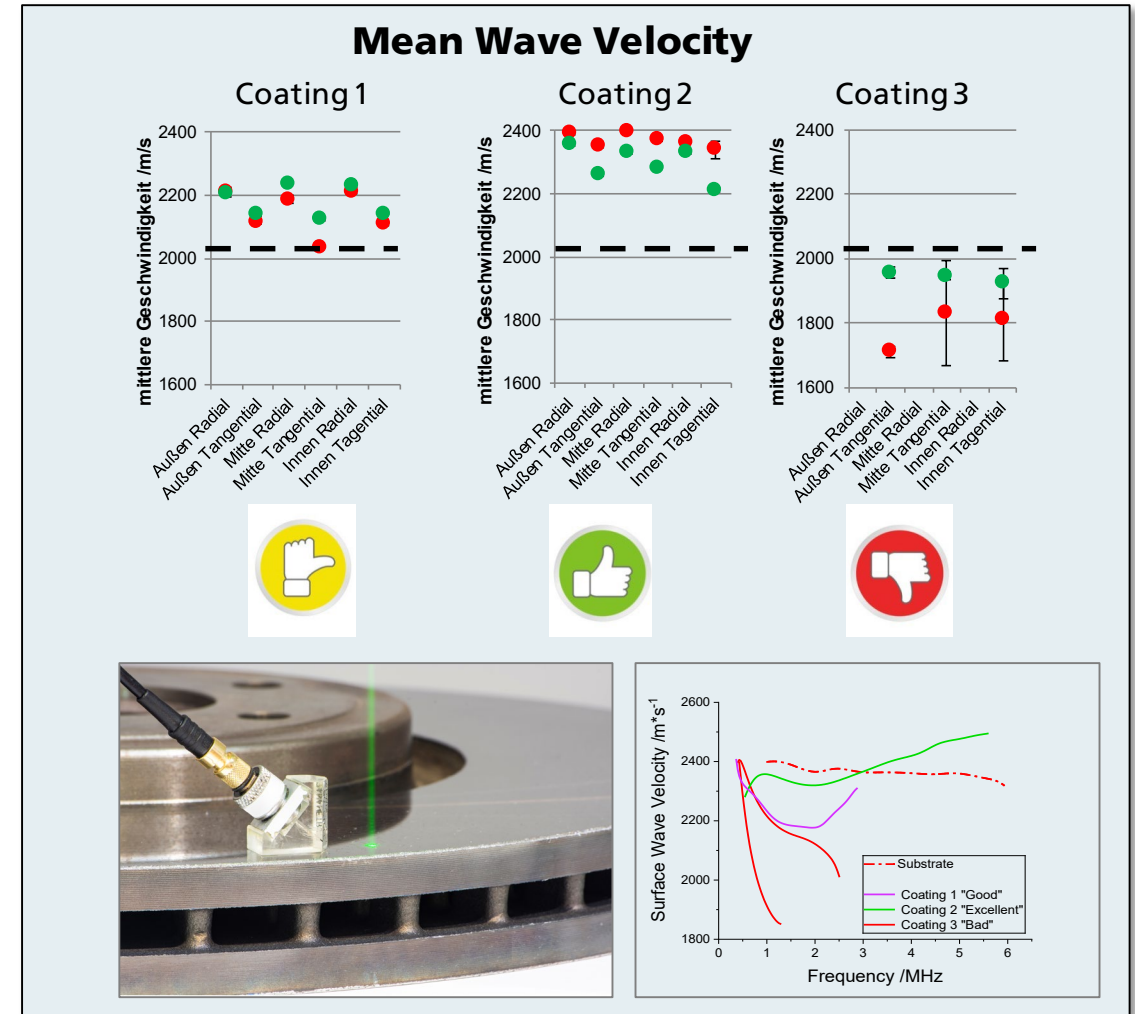 Mean Wave Velocity
Coating 1
Coating 2
Coating 3
mittlere Geschwindigkeit /m/s
2400
2200
2000
1800
1600
Außen Radial
Außen Tangential
Mitte Radial
Mitte Tangential
Innen Radial
Innen Tagential
mittlere Geschwindigkeit /m/s
2400
2200
2000
1800
1600
Außen Radial
Außen Tangential
Mitte Radial
Mitte Tangential
Innen Radial
Innen Tagential
mittlere Geschwindigkeit /m/s
2400
2200
2000
1800
1600
Außen Radial
Außen Tangential
Mitte Radial
Mitte Tangential
Innen Radial
Innen Tagential
Surface Wave Velocity /m*s⁻¹
2600
2400
2200
2000
1800
Substrate
Coating 1 "Good"
Coating 2 "Excellent"
Coating 3 "Bad"
0 1 2 3 4 5 6
Frequency /MHz